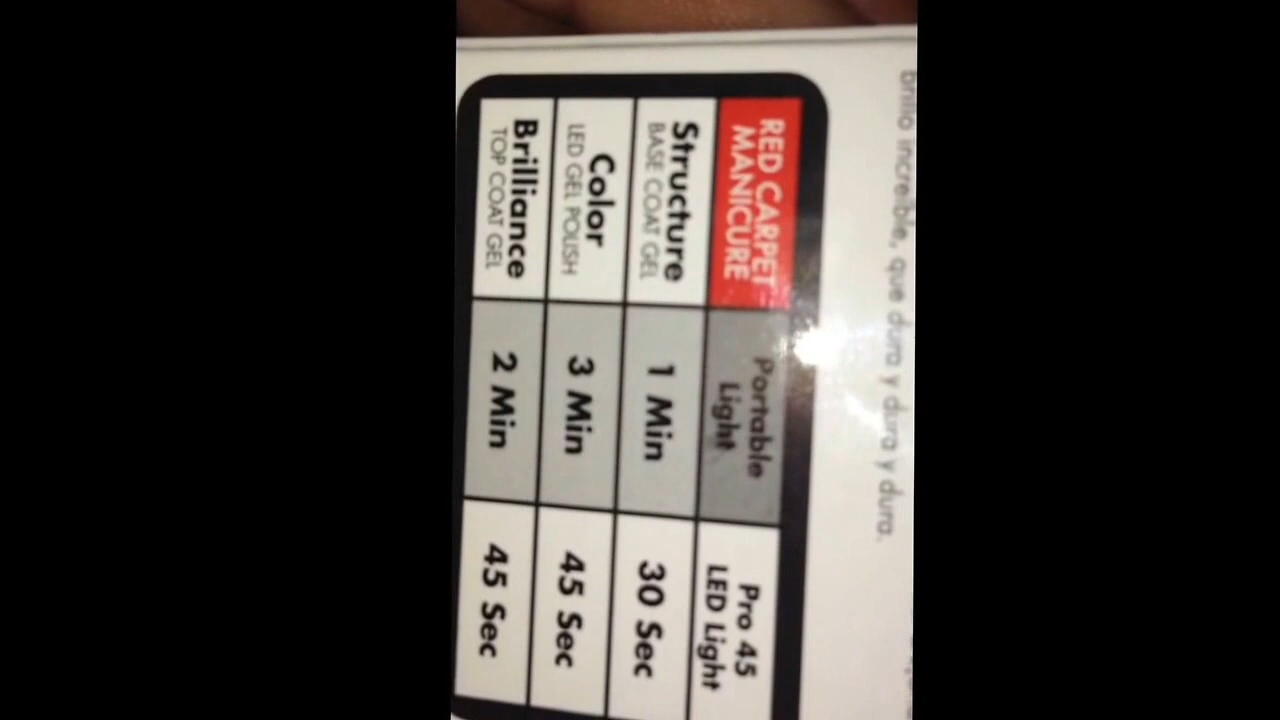 brillo increíble, que dura y dura y dura.
RED CARPET
MANICURE
Portable
Light
Pro 45
LED Light
Structure
BASE COAT GEL
1 Min
30 Sec
Color
LED GEL POLISH
3 Min
45 Sec
Brilliance
TOP COAT GEL
2 Min
45 Sec